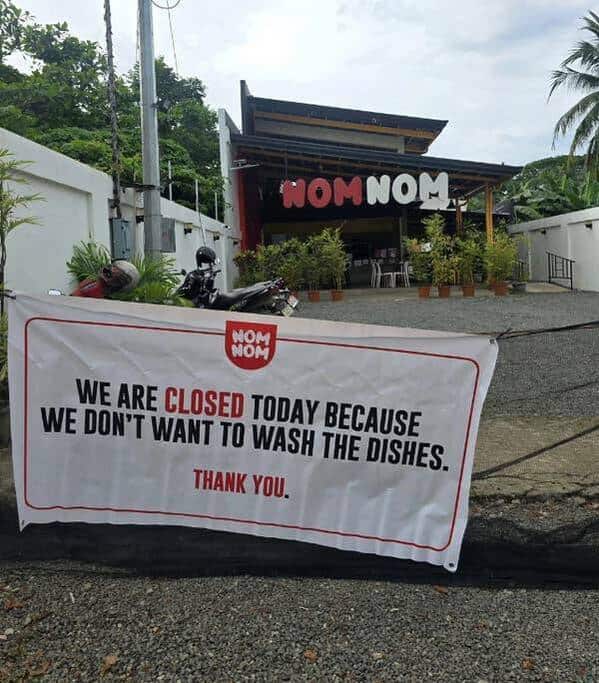 NOM NOM
NOM
NOM
WE ARE CLOSED TODAY BECAUSE
WE DON'T WANT TO WASH THE DISHES.
THANK YOU.